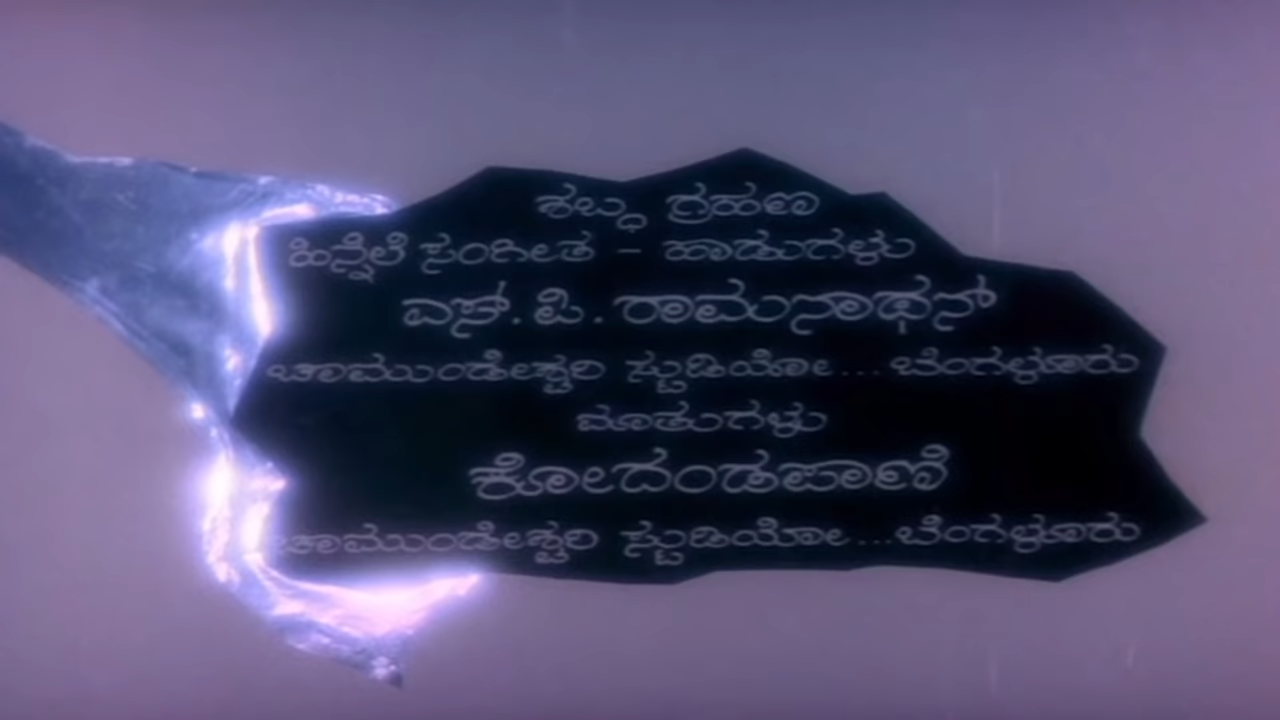 ಶಬ್ಧ ಗ್ರಹಣ
ಹಿನ್ನೆಲೆ ಸಂಗೀತ - ಹಾಡುಗಳು
ಎಸ್. ಪಿ. ರಾಮನಾಥನ್
ಚಾಮುಂಡೇಶ್ವರಿ ಸ್ಟುಡಿಯೋ...ಬೆಂಗಳೂರು
ಮಾತುಗಳು
ಕೋದಂಡಪಾಣಿ
ಚಾಮುಂಡೇಶ್ವರಿ ಸ್ಟುಡಿಯೋ...ಬೆಂಗಳೂರು